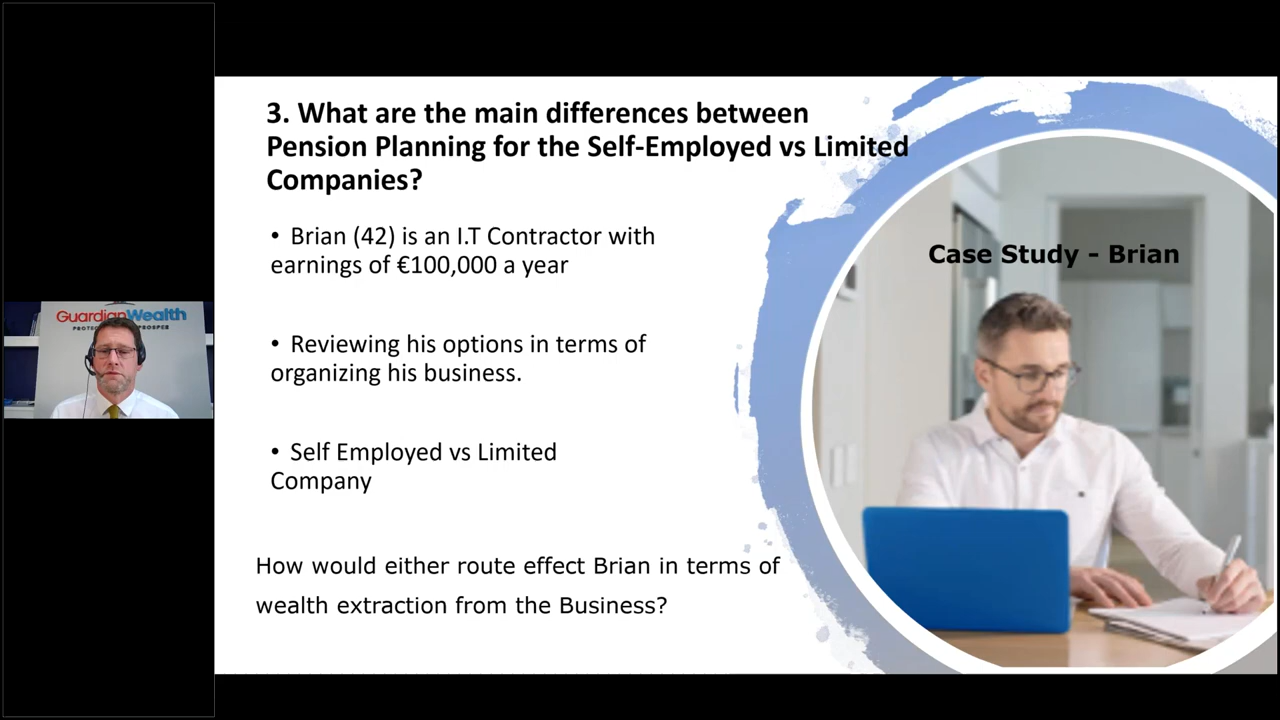 3. What are the main differences between
Pension Planning for the Self-Employed vs Limited
Companies?
• Brian (42) is an I.T Contractor with
earnings of €100,000 a year
Case Study - Brian
• Reviewing his options in terms of
organizing his business.
• Self Employed vs Limited
Company
How would either route effect Brian in terms of
wealth extraction from the Business?
GuardianWealth